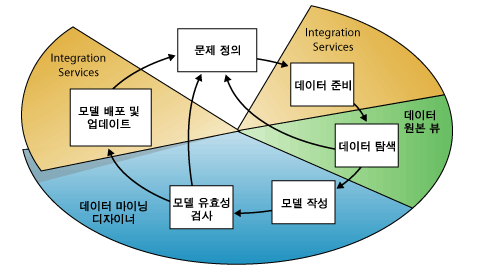 문제 정의
Integration
Services
데이터 준비
데이터
원본 뷰
데이터 탐색
모델 작성
모델 유효성
검사
데이터 마이닝
디자이너
모델 배포 및
업데이트
Integration
Services